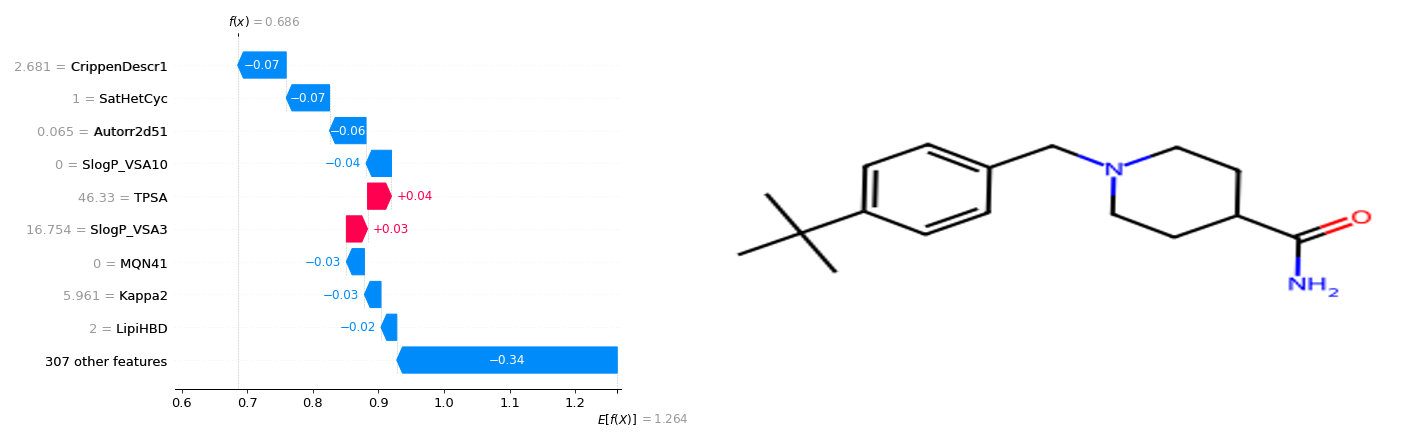 f(x) = 0.686
2.681 = CrippenDescr1 −0.07
1 = SatHetCyc −0.07
0.065 = Autorr2d51 −0.06
0 = SlogP_VSA10 −0.04
46.33 = TPSA +0.04
16.754 = SlogP_VSA3 +0.03
0 = MQN41 −0.03
5.961 = Kappa2 −0.03
2 = LipiHBD −0.02
307 other features −0.34
0.6 0.7 0.8 0.9 1.0 1.1 1.2
E[f(X)] = 1.264
N
O
NH2